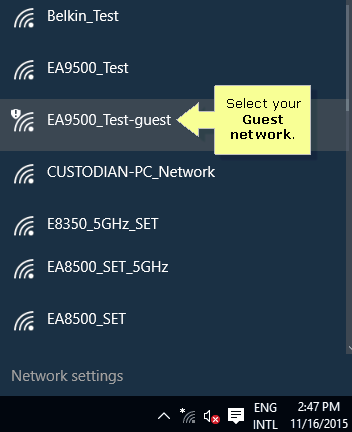 Belkin_Test
EA9500_Test
EA9500_Test-guest
Select your
Guest
network.
CUSTODIAN-PC_Network
E8350_5GHz_SET
EA8500_SET_5GHz
EA8500_SET
Network settings
ENG
INTL
2:47 PM
11/16/2015